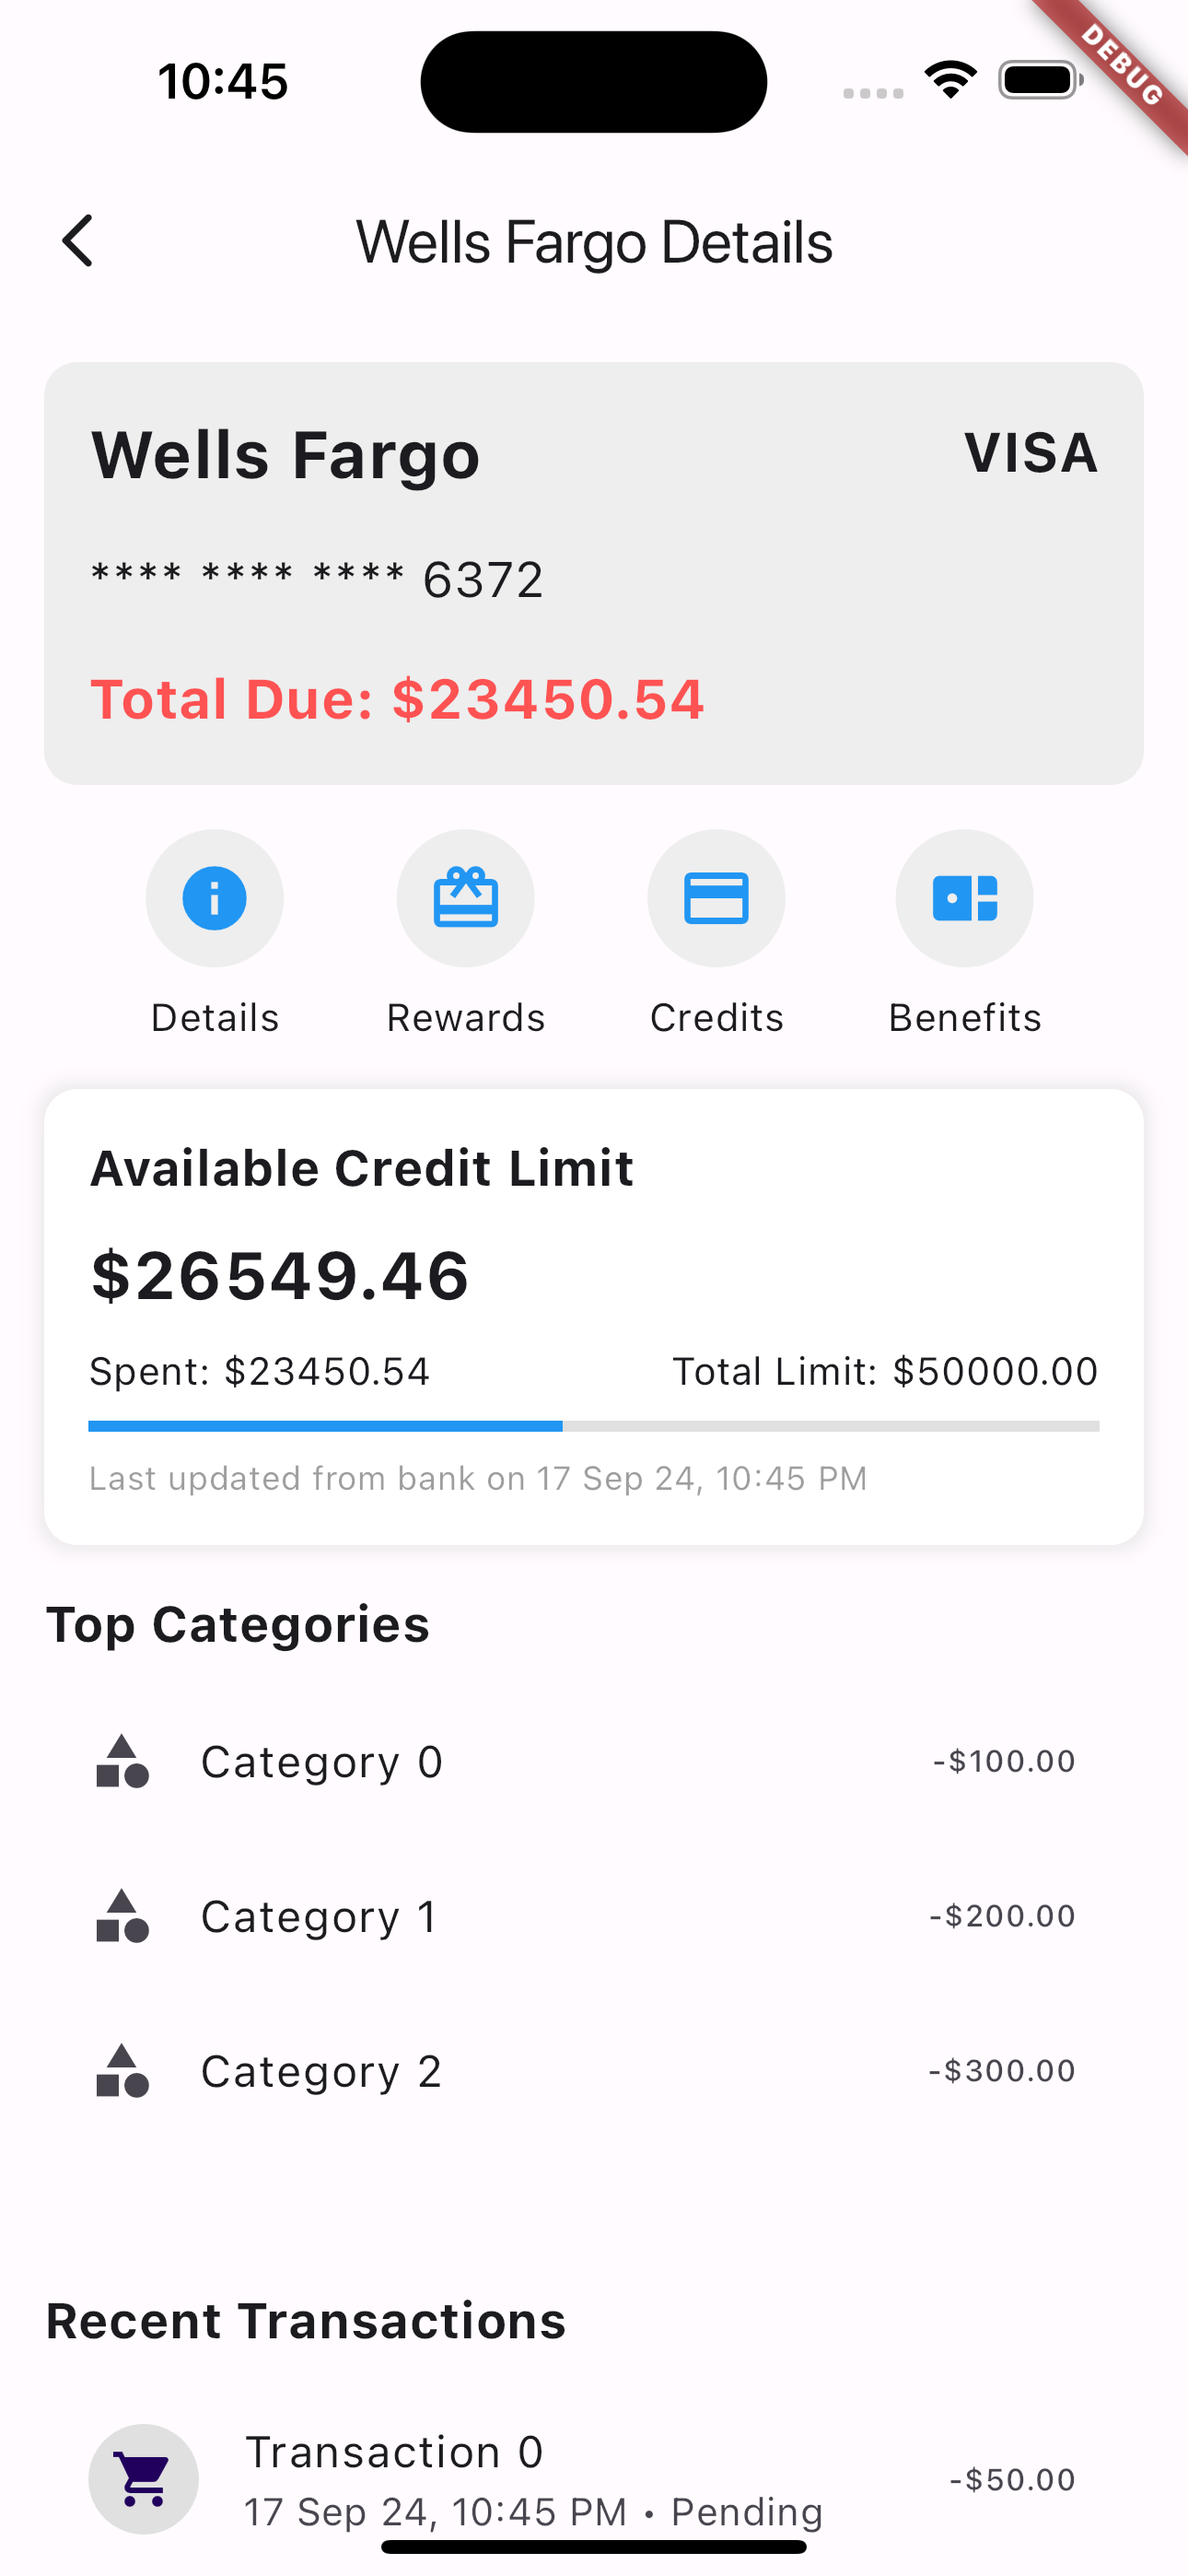 10:45
DEBUG
Wells Fargo Details
Wells Fargo VISA
**** **** **** 6372
Total Due: $23450.54
Details Rewards Credits Benefits
Available Credit Limit
$26549.46
Spent: $23450.54 Total Limit: $50000.00
Last updated from bank on 17 Sep 24, 10:45 PM
Top Categories
Category 0 -$100.00
Category 1 -$200.00
Category 2 -$300.00
Recent Transactions
Transaction 0
17 Sep 24, 10:45 PM • Pending -$50.00